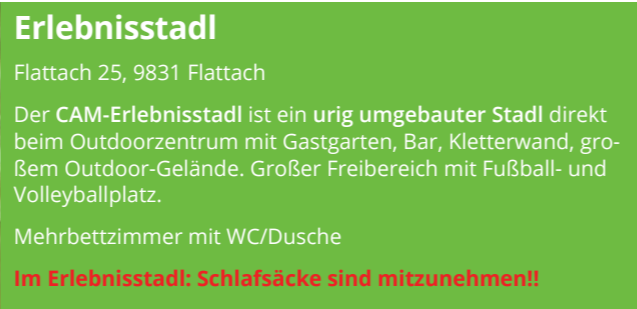 Erlebnisstadl
Flattach 25, 9831 Flattach
Der CAM-Erlebnisstadl ist ein urig umgebauter Stadl direkt
beim Outdoorzentrum mit Gastgarten, Bar, Kletterwand, gro-
ßem Outdoor-Gelände. Großer Freibereich mit Fußball- und
Volleyballplatz.
Mehrbettzimmer mit WC/Dusche
Im Erlebnisstadl: Schlafsäcke sind mitzunehmen!!